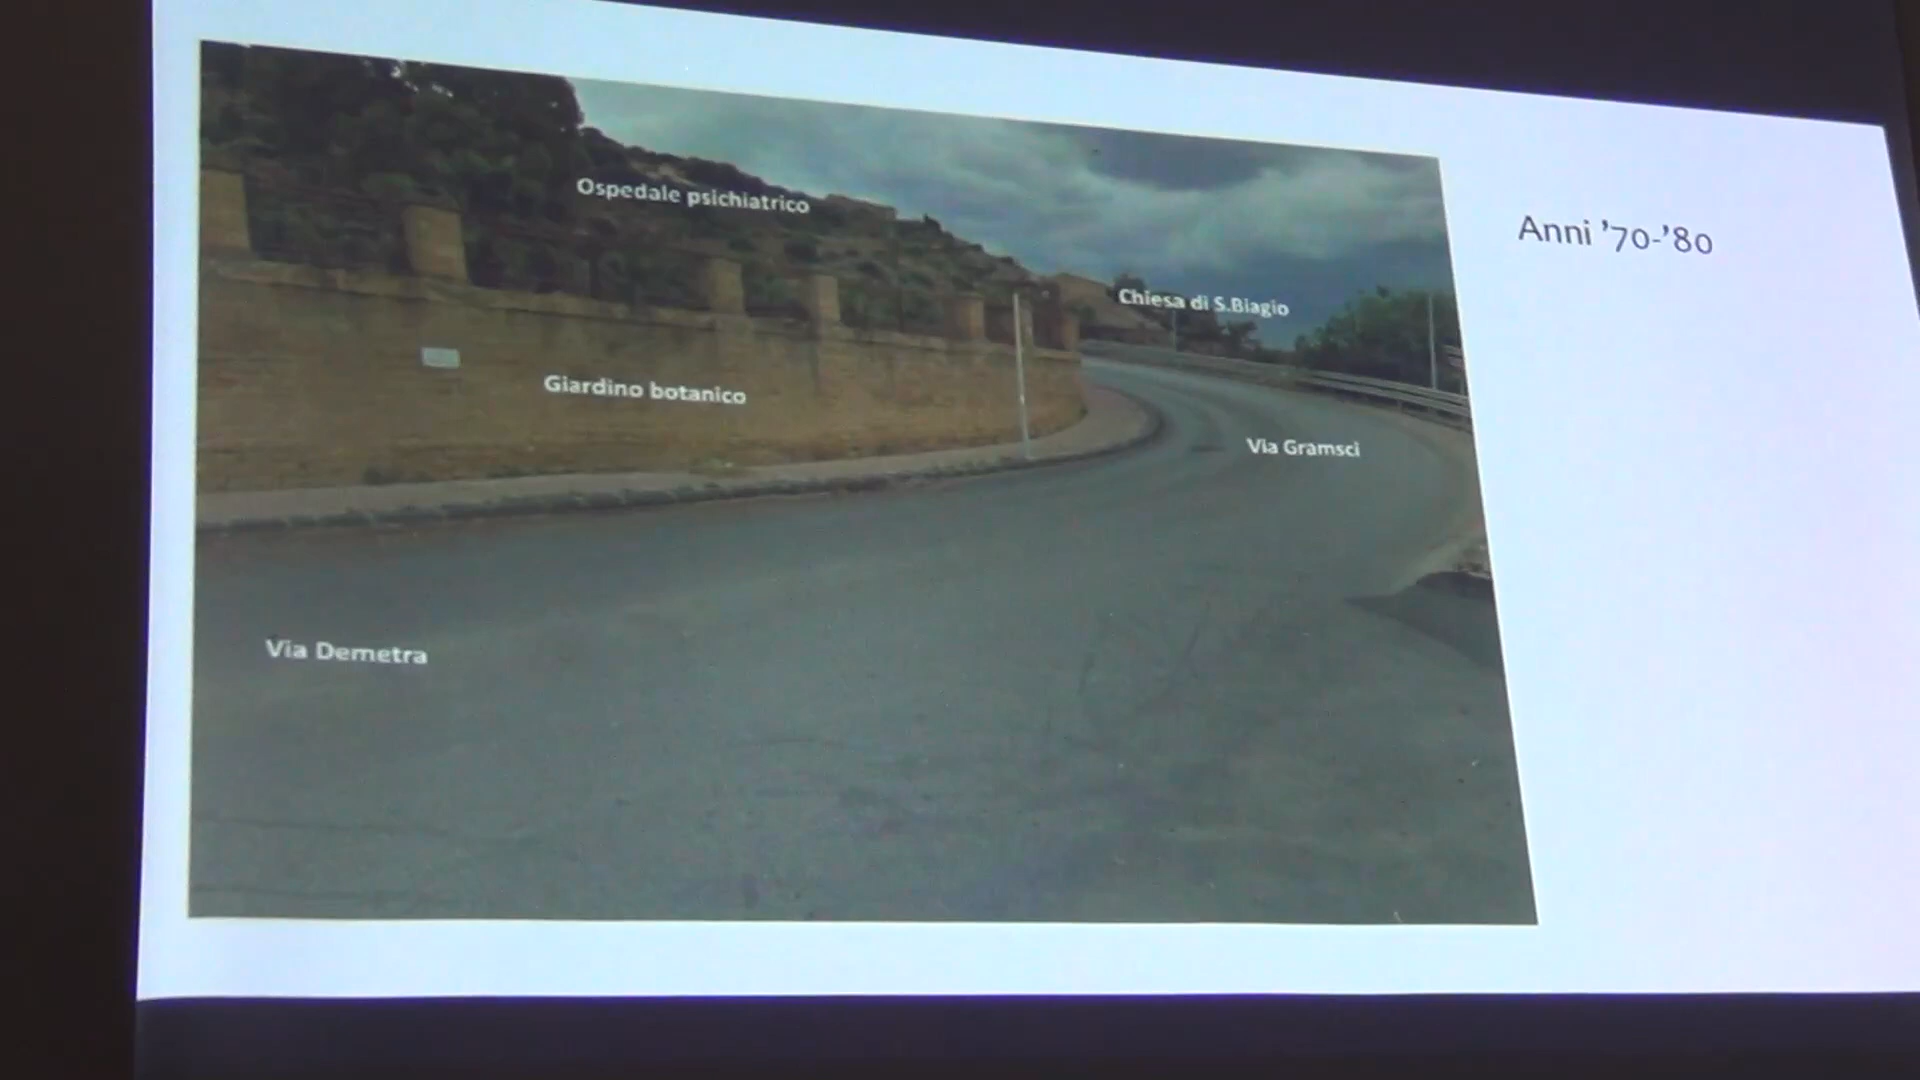 Ospedale psichiatrico
Anni '70-'80
Chiesa di S.Biagio
Giardino botanico
Via Gramsci
Via Demetra